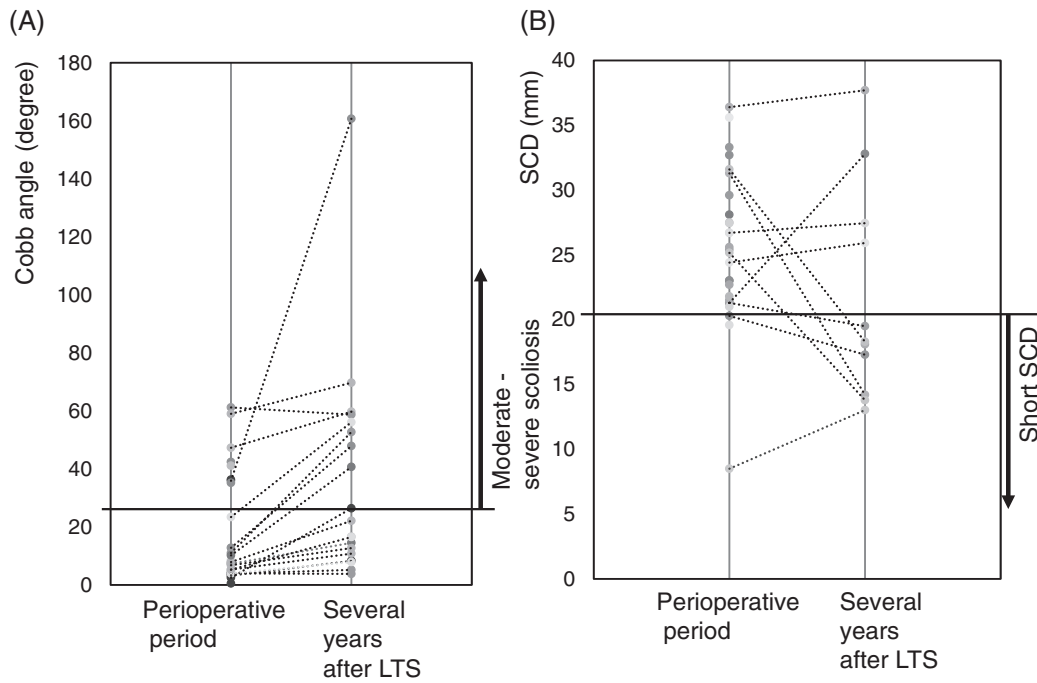 (A)
Cobb angle (degree)
180
160
140
120
100
80
60
40
20
0
Perioperative
period
Several
years
after LTS
Moderate -
severe scoliosis
(B)
SCD (mm)
40
35
30
25
20
15
10
5
0
Perioperative
period
Several
years
after LTS
Short SCD